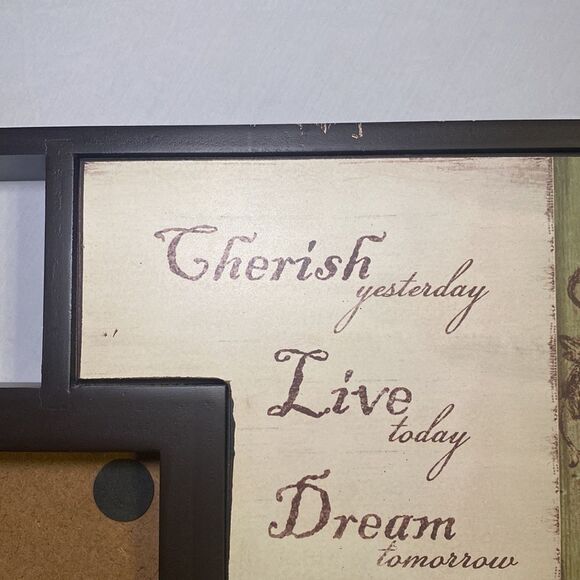 Cherish
yesterday
Live
today
Dream
tomorrow